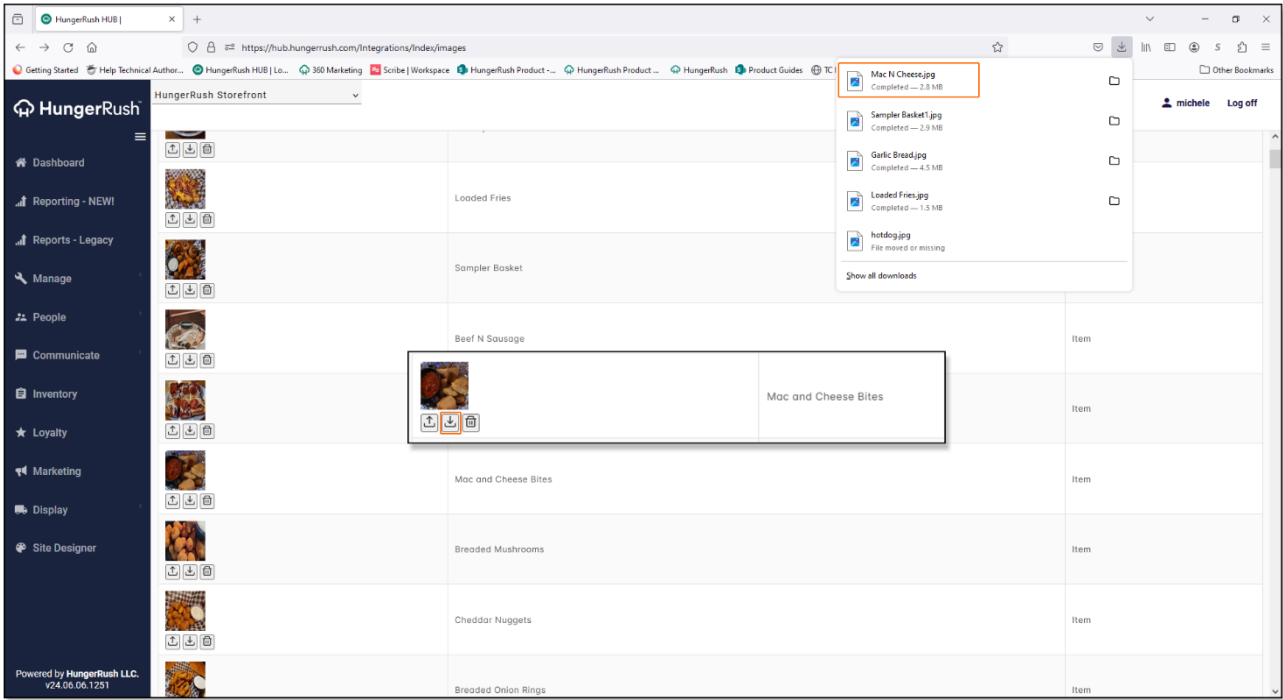 HungerRush HUB |
https://hub.hungerrush.com/Integrations/Index/images
Getting Started
Help Technical Author...
HungerRush HUB | Lo...
360 Marketing
Scribe | Workspace
HungerRush Product -...
HungerRush Product ...
HungerRush
Product Guides
Other Bookmarks
HungerRush
HungerRush Storefront
michele
Log off
Mac N Cheese.jpg
Completed — 2.8 MB
Sampler Basket1.jpg
Completed — 2.9 MB
Garlic Bread.jpg
Completed — 4.5 MB
Loaded Fries.jpg
Completed — 1.5 MB
hotdog.jpg
File moved or missing
Show all downloads
Dashboard
Reporting - NEW!
Reports - Legacy
Manage
People
Communicate
Inventory
Loyalty
Marketing
Display
Site Designer
Powered by HungerRush LLC.
v24.06.06.1251
Loaded Fries
Sampler Basket
Beef N Sausage
Item
Mac and Cheese Bites
Item
Mac and Cheese Bites
Item
Breaded Mushrooms
Item
Cheddar Nuggets
Item
Breaded Onion Rings
Item